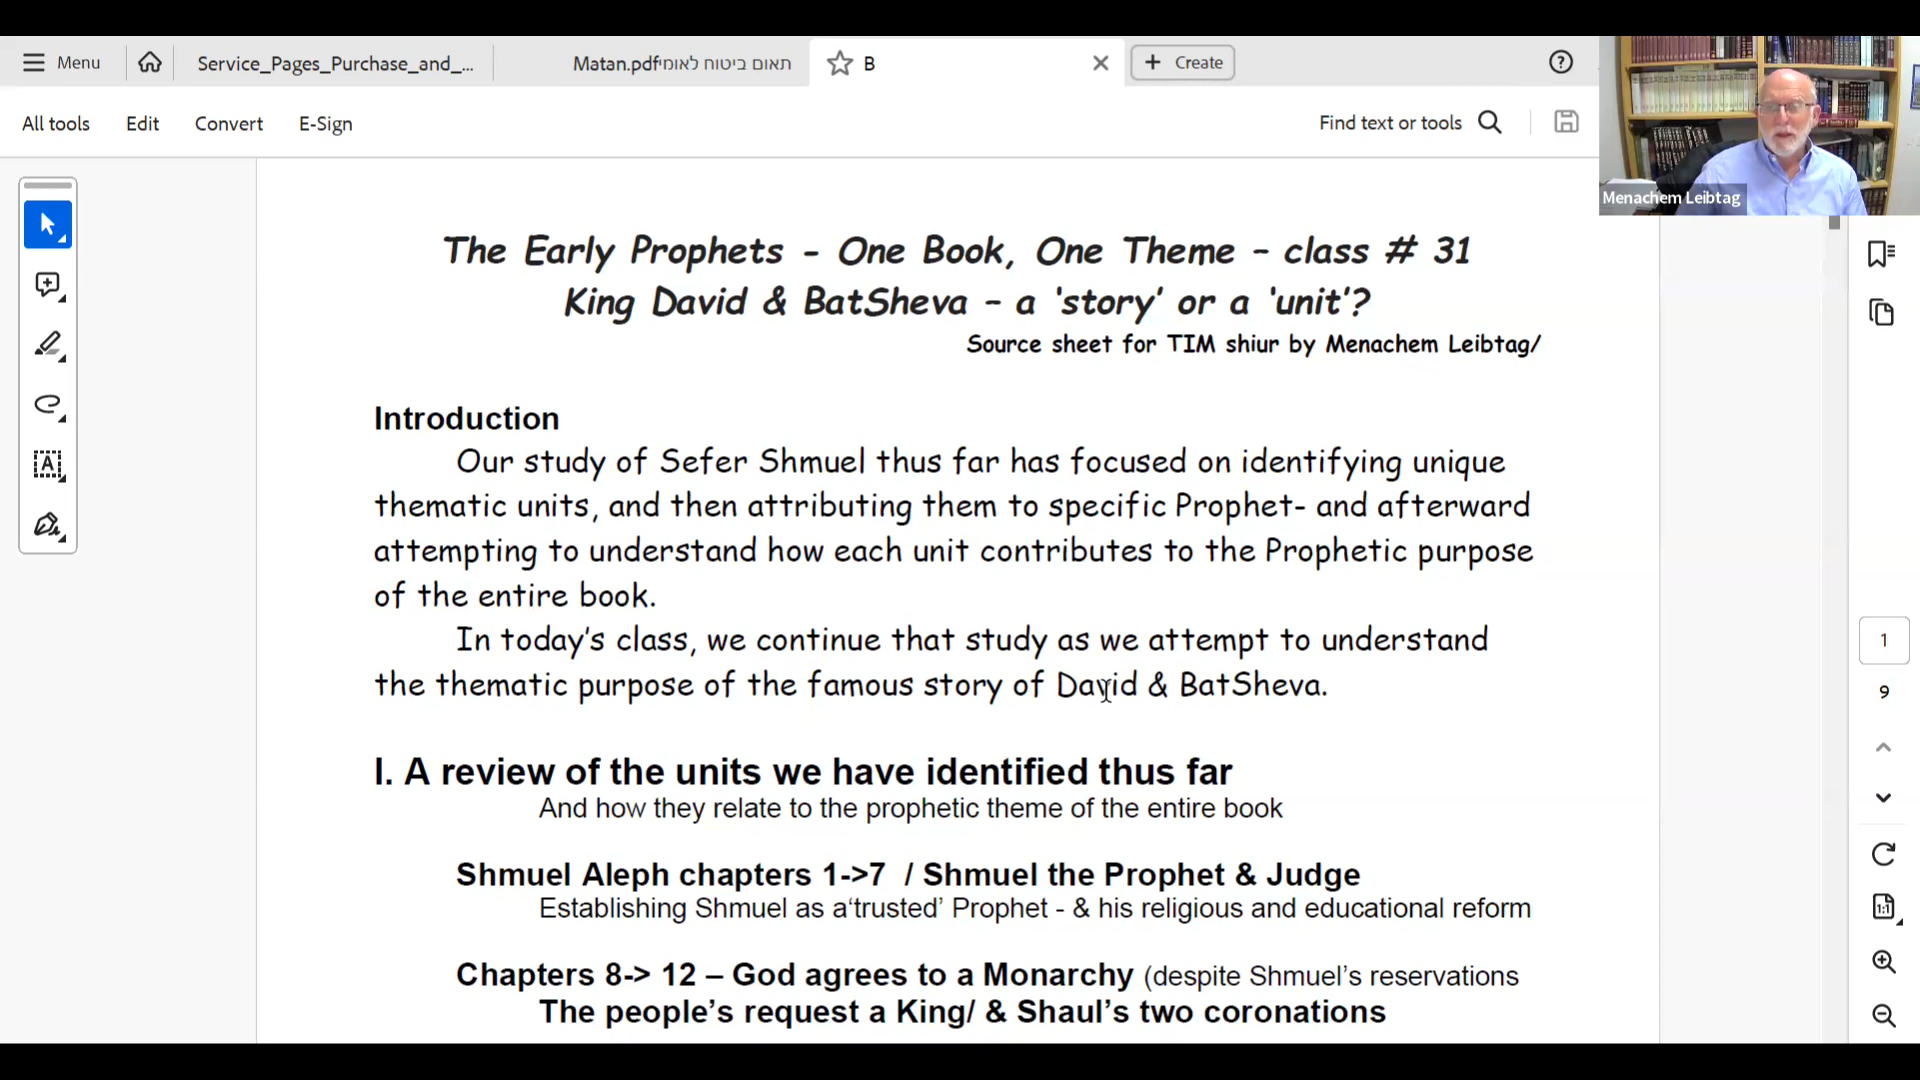 Menu
Service_Pages_Purchase_and_...
Matan.pdfתאום ביטוח לאומי
B
Create
All tools
Edit
Convert
E-Sign
Find text or tools
Menachem Leibtag
The Early Prophets - One Book, One Theme – class # 31
King David & BatSheva – a ‘story’ or a ‘unit’?
Source sheet for TIM shiur by Menachem Leibtag/
Introduction
Our study of Sefer Shmuel thus far has focused on identifying unique
thematic units, and then attributing them to specific Prophet- and afterward
attempting to understand how each unit contributes to the Prophetic purpose
of the entire book.
In today’s class, we continue that study as we attempt to understand
the thematic purpose of the famous story of David & BatSheva.
I. A review of the units we have identified thus far
And how they relate to the prophetic theme of the entire book
Shmuel Aleph chapters 1->7 / Shmuel the Prophet & Judge
Establishing Shmuel as a‘trusted’ Prophet - & his religious and educational reform
Chapters 8-> 12 – God agrees to a Monarchy (despite Shmuel’s reservations
The people’s request a King/ & Shaul’s two coronations
1
9
1:1